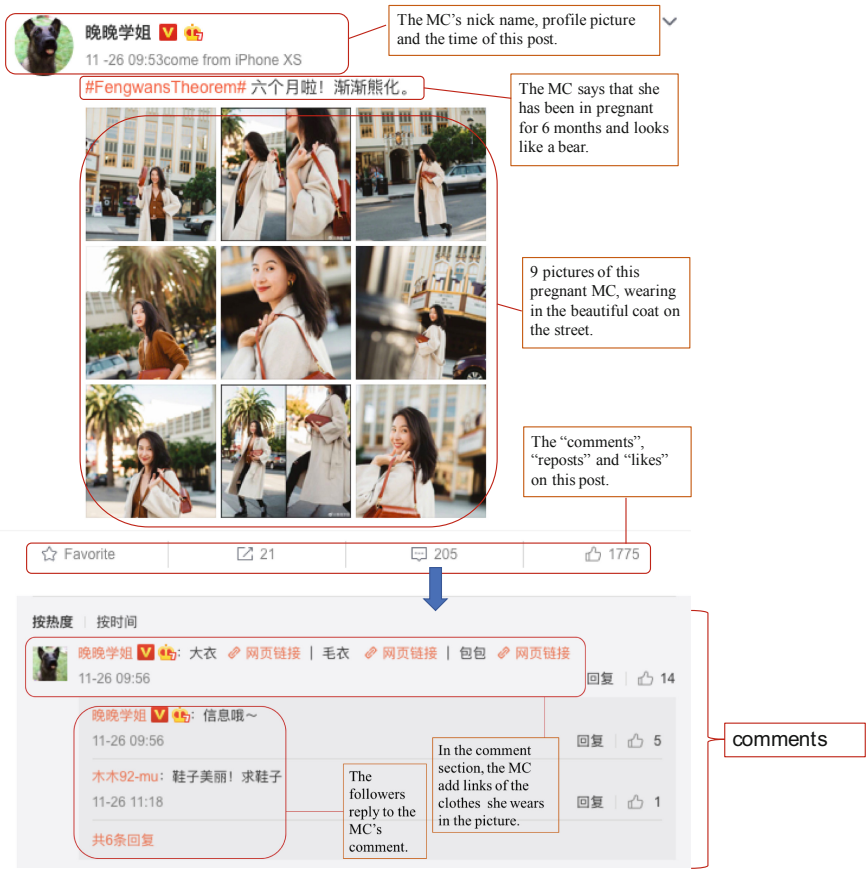 晚晚学姐
11 -26 09:53come from iPhone XS
The MC’s nick name, profile picture
and the time of this post.
#FengwansTheorem# 六个月啦！渐渐熊化。
The MC says that she
has been in pregnant
for 6 months and looks
like a bear.
9 pictures of this
pregnant MC, wearing
in the beautiful coat on
the street.
The “comments”,
“reposts” and “likes”
on this post.
Favorite
21
205
1775
按热度 | 按时间
晚晚学姐 V : 大衣 网页链接 | 毛衣 网页链接 | 包包 网页链接
11-26 09:56
回复 14
晚晚学姐 V : 信息哦～
11-26 09:56
回复 5
木木92-mu：鞋子美丽！求鞋子
11-26 11:18
回复 1
共6条回复
The
followers
reply to the
MC’s
comment.
In the comment
section, the MC
add links of the
clothes she wears
in the picture.
comments